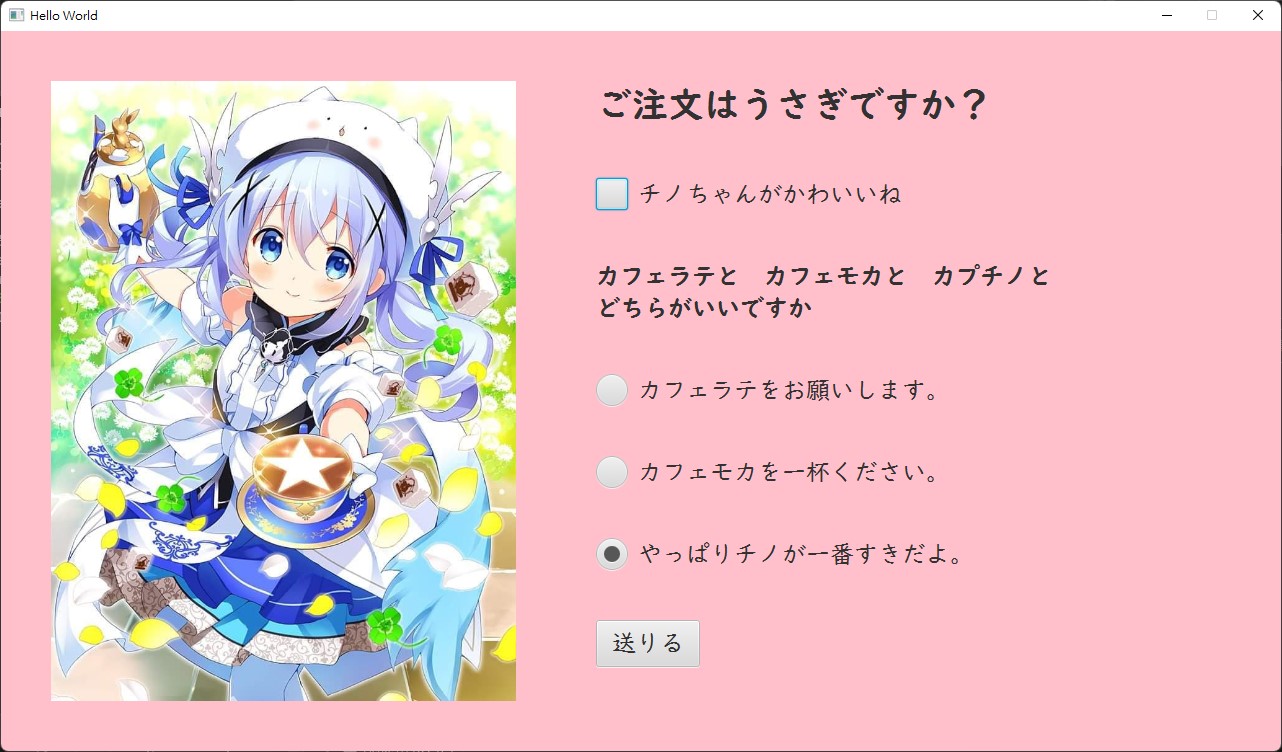 Hello World
ご注文はうさぎですか？
チノちゃんがかわいいね
カフェラテと　カフェモカと　カプチノと
どちらがいいですか
カフェラテをお願いします。
カフェモカを一杯ください。
やっぱりチノが一番すきだよ。
送りる